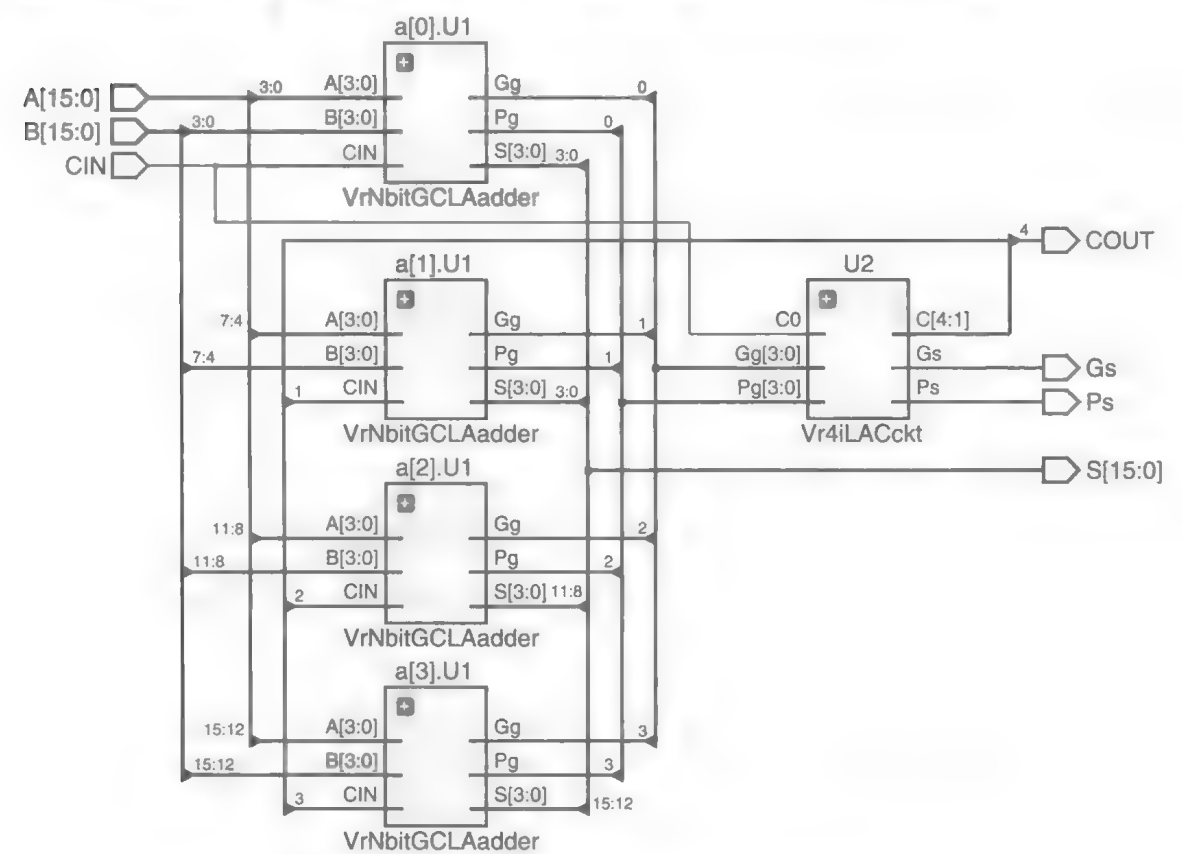 a[0].U1
A[15:0]
3:0
A[3:0]
Gg
0
B[15:0]
3:0
B[3:0]
Pg
0
CIN
CIN
S[3:0]
3:0
VrNbitGCLAadder
4
COUT
a[1].U1
U2
7:4
A[3:0]
Gg
1
C0
C[4:1]
7:4
B[3:0]
Pg
1
Gg[3:0]
Gs
Gs
1
CIN
S[3:0]
3:0
Pg[3:0]
Ps
Ps
VrNbitGCLAadder
Vr4iLACckt
a[2].U1
S[15:0]
11:8
A[3:0]
Gg
2
11:8
B[3:0]
Pg
2
2
CIN
S[3:0]
11:8
VrNbitGCLAadder
a[3].U1
15:12
A[3:0]
Gg
3
15:12
B[3:0]
Pg
3
3
CIN
S[3:0]
15:12
VrNbitGCLAadder